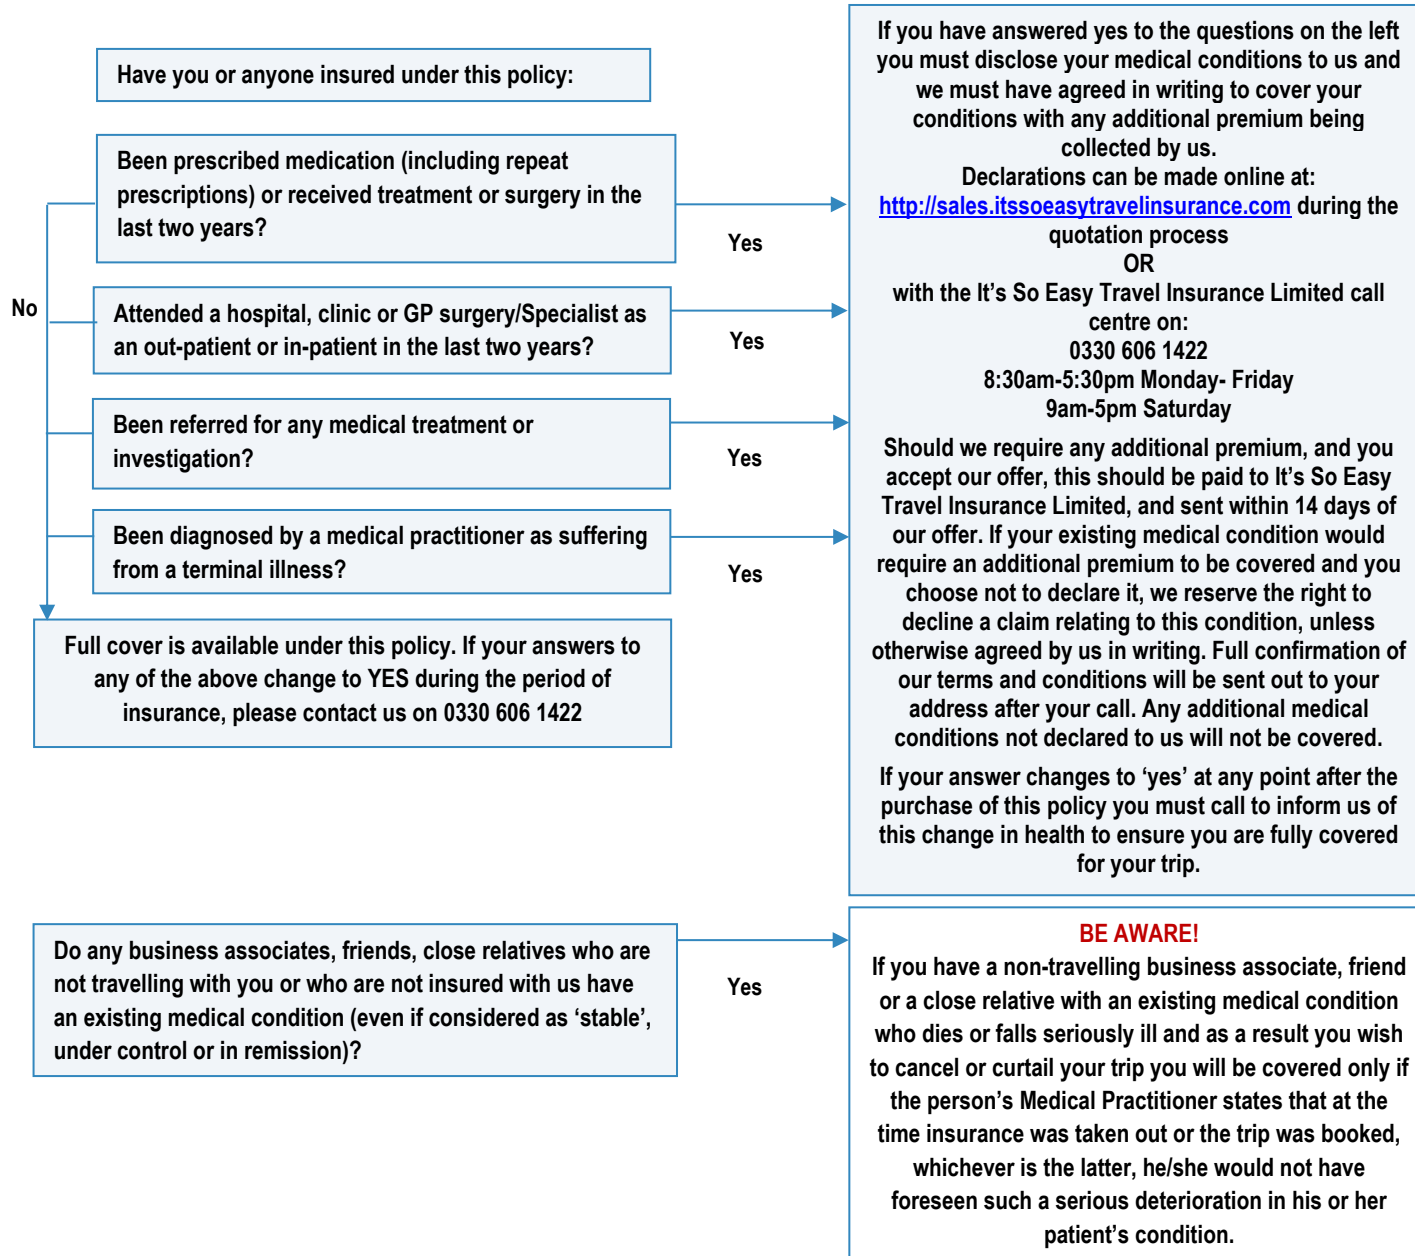 Have you or anyone insured under this policy:
Been prescribed medication (including repeat
prescriptions) or received treatment or surgery in the
last two years?
Yes
No
Attended a hospital, clinic or GP surgery/Specialist as
an out-patient or in-patient in the last two years?
Yes
Been referred for any medical treatment or
investigation?
Yes
Been diagnosed by a medical practitioner as suffering
from a terminal illness?
Yes
Full cover is available under this policy. If your answers to
any of the above change to YES during the period of
insurance, please contact us on 0330 606 1422
If you have answered yes to the questions on the left
you must disclose your medical conditions to us and
we must have agreed in writing to cover your
conditions with any additional premium being
collected by us.
Declarations can be made online at:
http://sales.itssoeasytravelinsurance.com during the
quotation process
OR
with the It’s So Easy Travel Insurance Limited call
centre on:
0330 606 1422
8:30am-5:30pm Monday- Friday
9am-5pm Saturday
Should we require any additional premium, and you
accept our offer, this should be paid to It’s So Easy
Travel Insurance Limited, and sent within 14 days of
our offer. If your existing medical condition would
require an additional premium to be covered and you
choose not to declare it, we reserve the right to
decline a claim relating to this condition, unless
otherwise agreed by us in writing. Full confirmation of
our terms and conditions will be sent out to your
address after your call. Any additional medical
conditions not declared to us will not be covered.
If your answer changes to ‘yes’ at any point after the
purchase of this policy you must call to inform us of
this change in health to ensure you are fully covered
for your trip.
Do any business associates, friends, close relatives who are
not travelling with you or who are not insured with us have
an existing medical condition (even if considered as ‘stable’,
under control or in remission)?
Yes
BE AWARE!
If you have a non-travelling business associate, friend
or a close relative with an existing medical condition
who dies or falls seriously ill and as a result you wish
to cancel or curtail your trip you will be covered only if
the person’s Medical Practitioner states that at the
time insurance was taken out or the trip was booked,
whichever is the latter, he/she would not have
foreseen such a serious deterioration in his or her
patient’s condition.